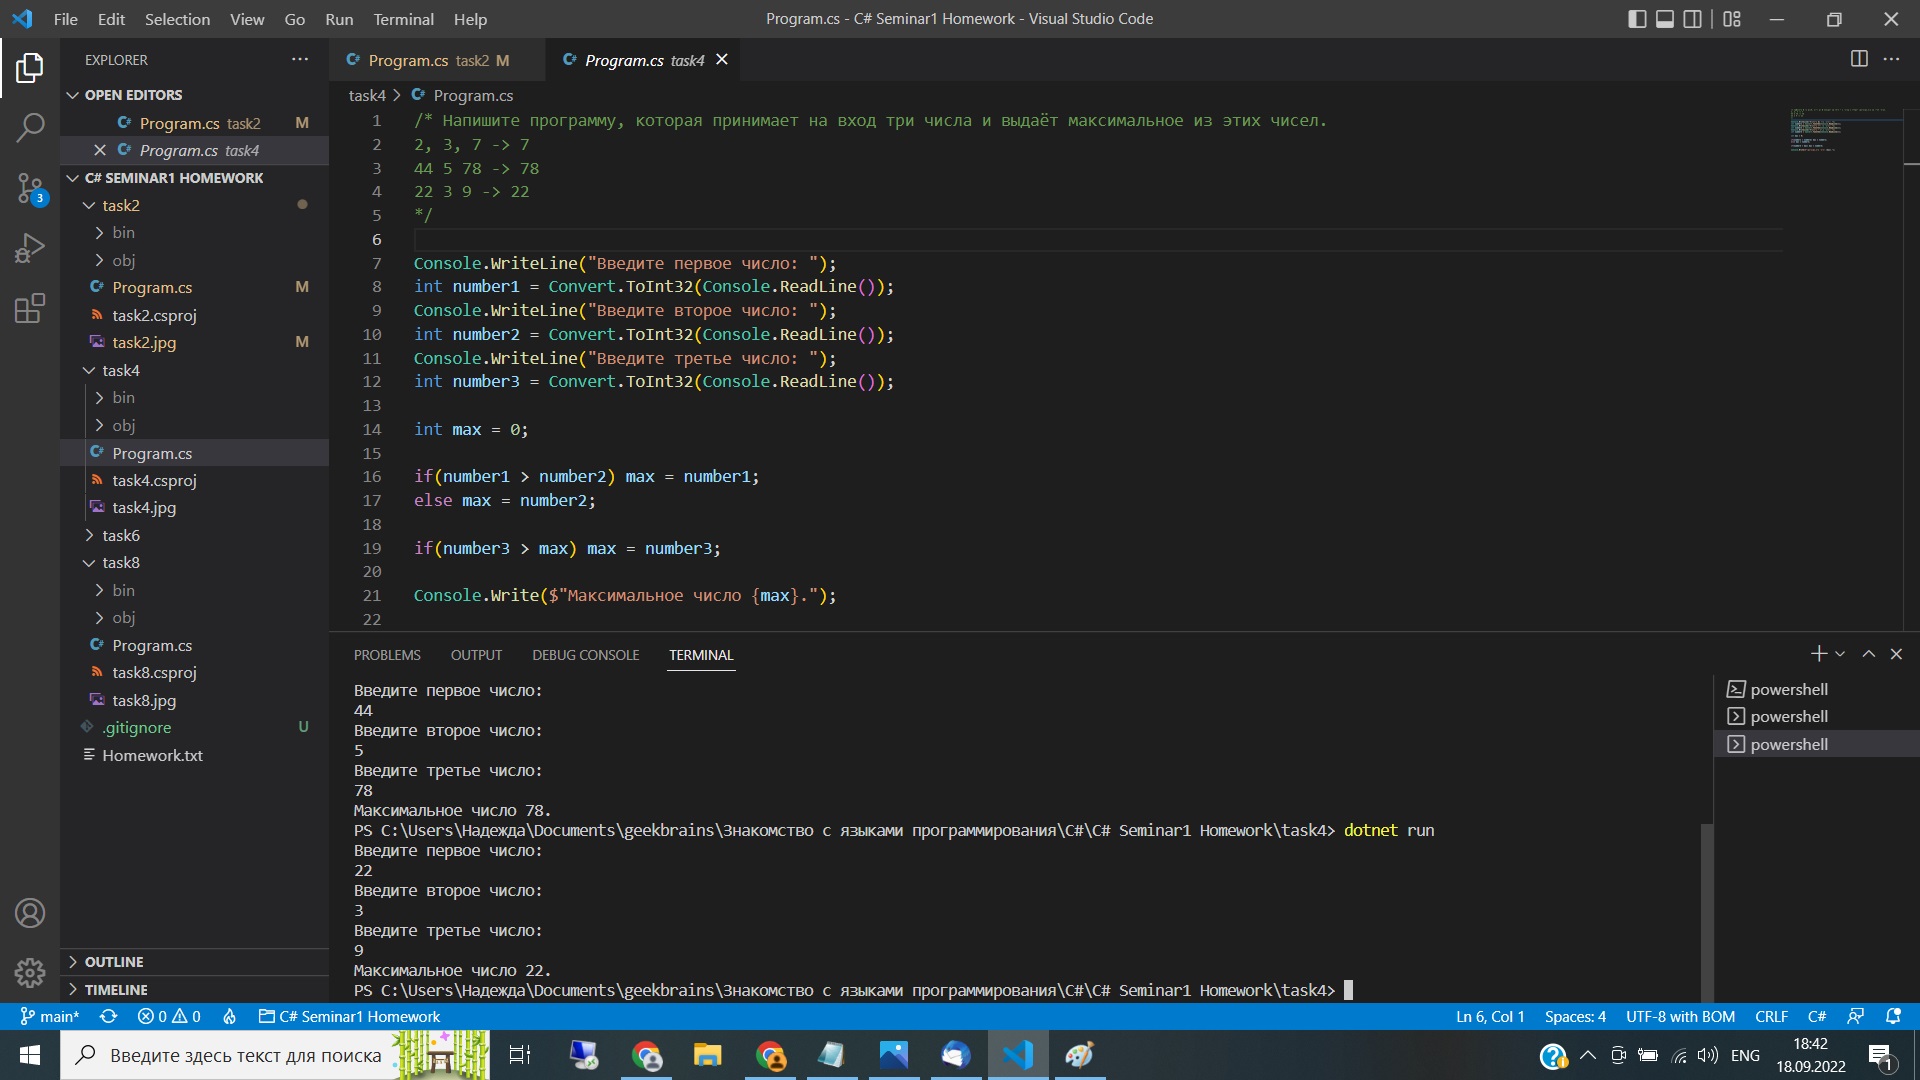 File Edit Selection View Go Run Terminal Help
Program.cs - C# Seminar1 Homework - Visual Studio Code
EXPLORER
OPEN EDITORS
Program.cs task2 M
Program.cs task4
C# SEMINAR1 HOMEWORK
task2
bin
obj
Program.cs M
task2.csproj
task2.jpg M
task4
bin
obj
Program.cs
task4.csproj
task4.jpg
task6
task8
bin
obj
Program.cs
task8.csproj
task8.jpg
.gitignore U
Homework.txt
OUTLINE
TIMELINE
3
Program.cs task2 M
Program.cs task4
task4 > Program.cs
1 /* Напишите программу, которая принимает на вход три числа и выдаёт максимальное из этих чисел.
2 2, 3, 7 -> 7
3 44 5 78 -> 78
4 22 3 9 -> 22
5 */
6
7 Console.WriteLine("Введите первое число: ");
8 int number1 = Convert.ToInt32(Console.ReadLine());
9 Console.WriteLine("Введите второе число: ");
10 int number2 = Convert.ToInt32(Console.ReadLine());
11 Console.WriteLine("Введите третье число: ");
12 int number3 = Convert.ToInt32(Console.ReadLine());
13
14 int max = 0;
15
16 if(number1 > number2) max = number1;
17 else max = number2;
18
19 if(number3 > max) max = number3;
20
21 Console.Write($"Максимальное число {max}.");
22
PROBLEMS OUTPUT DEBUG CONSOLE TERMINAL
Введите первое число:
44
Введите второе число:
5
Введите третье число:
78
Максимальное число 78.
PS C:\Users\Надежда\Documents\geekbrains\Знакомство с языками программирования\C#\C# Seminar1 Homework\task4> dotnet run
Введите первое число:
22
Введите второе число:
3
Введите третье число:
9
Максимальное число 22.
PS C:\Users\Надежда\Documents\geekbrains\Знакомство с языками программирования\C#\C# Seminar1 Homework\task4>
powershell
powershell
powershell
main* 0 0 C# Seminar1 Homework
Ln 6, Col 1 Spaces: 4 UTF-8 with BOM CRLF C#
Введите здесь текст для поиска
ENG
18:42
18.09.2022
1